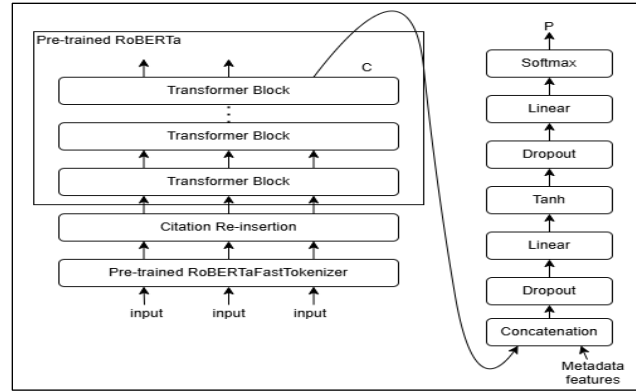 Pre-trained RoBERTa
C
Transformer Block
Transformer Block
Transformer Block
Citation Re-insertion
Pre-trained RoBERTaFastTokenizer
input input input
P
Softmax
Linear
Dropout
Tanh
Linear
Dropout
Concatenation
Metadata
features